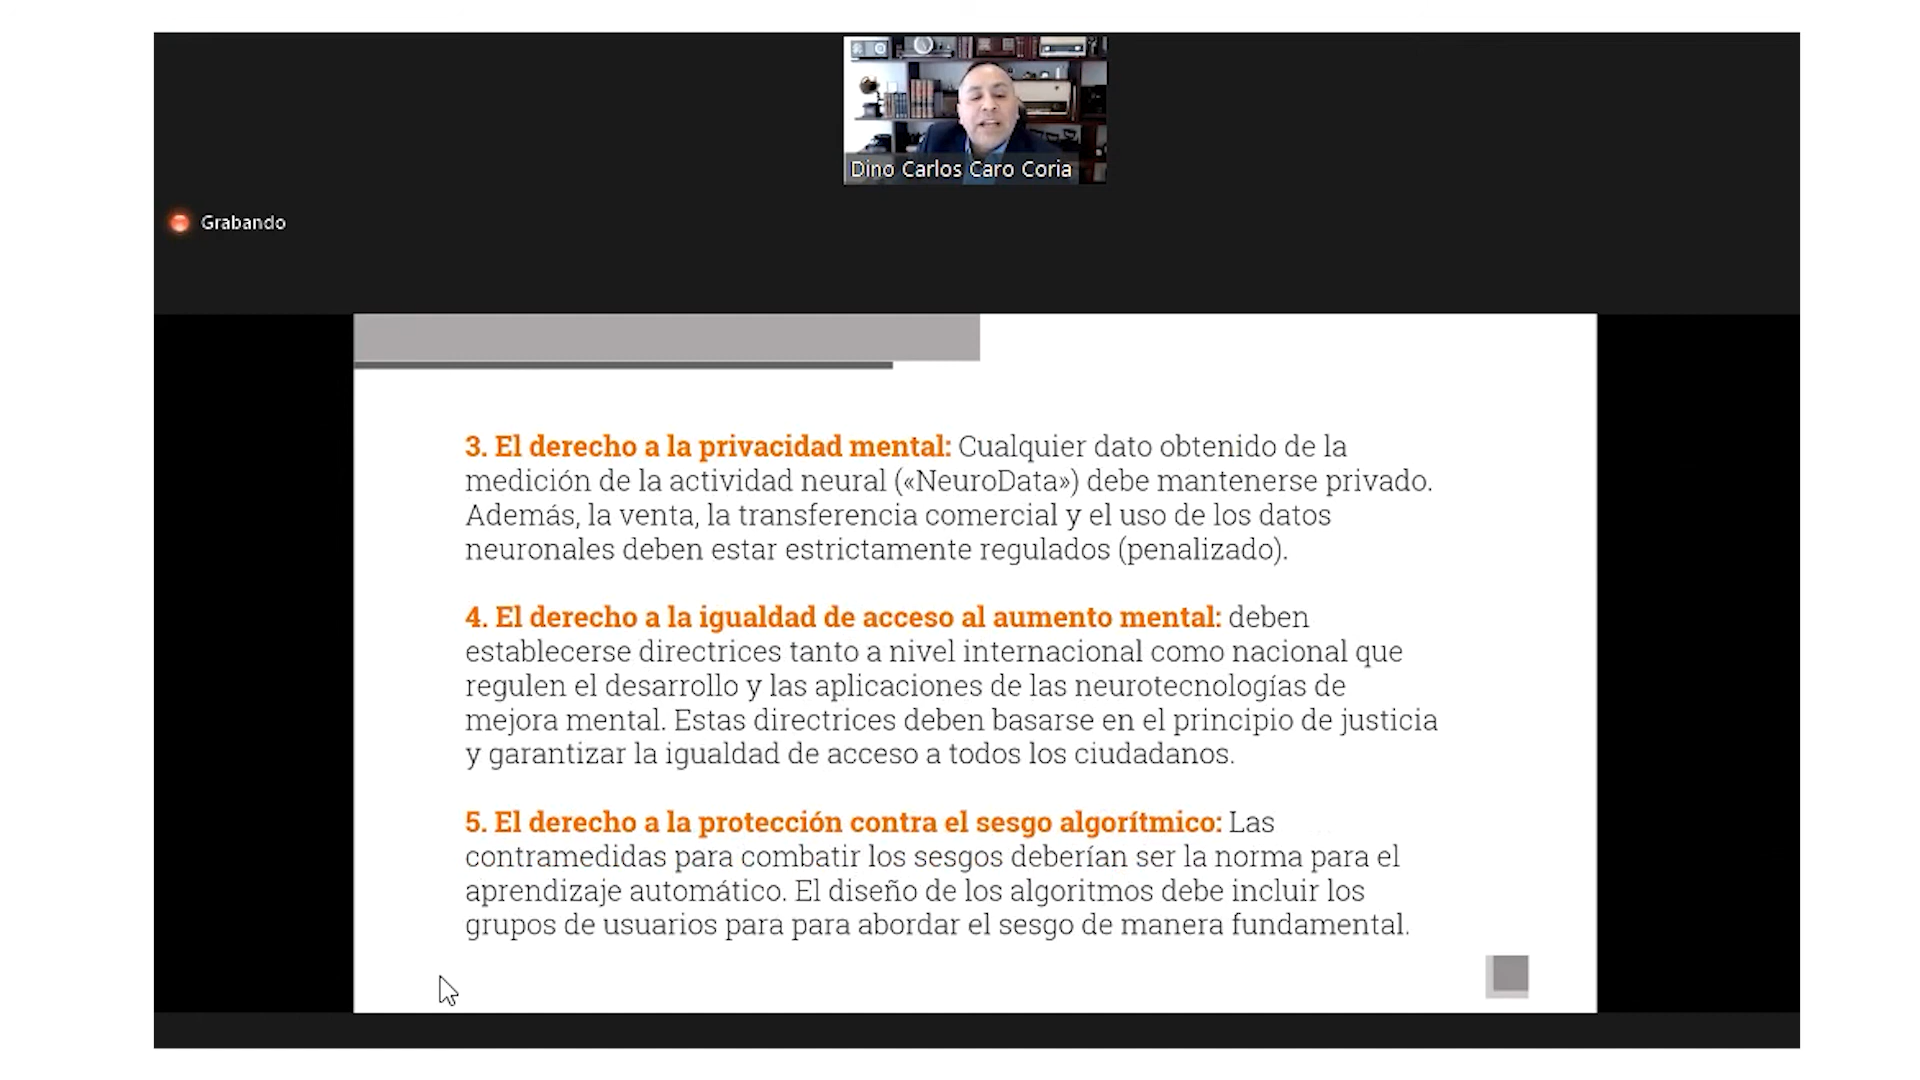 Dino Carlos Caro Coria
Grabando
3. El derecho a la privacidad mental: Cualquier dato obtenido de la
medición de la actividad neural («NeuroData») debe mantenerse privado.
Además, la venta, la transferencia comercial y el uso de los datos
neuronales deben estar estrictamente regulados (penalizado).
4. El derecho a la igualdad de acceso al aumento mental: deben
establecerse directrices tanto a nivel internacional como nacional que
regulen el desarrollo y las aplicaciones de las neurotecnologías de
mejora mental. Estas directrices deben basarse en el principio de justicia
y garantizar la igualdad de acceso a todos los ciudadanos.
5. El derecho a la protección contra el sesgo algorítmico: Las
contramedidas para combatir los sesgos deberían ser la norma para el
aprendizaje automático. El diseño de los algoritmos debe incluir los
grupos de usuarios para para abordar el sesgo de manera fundamental.